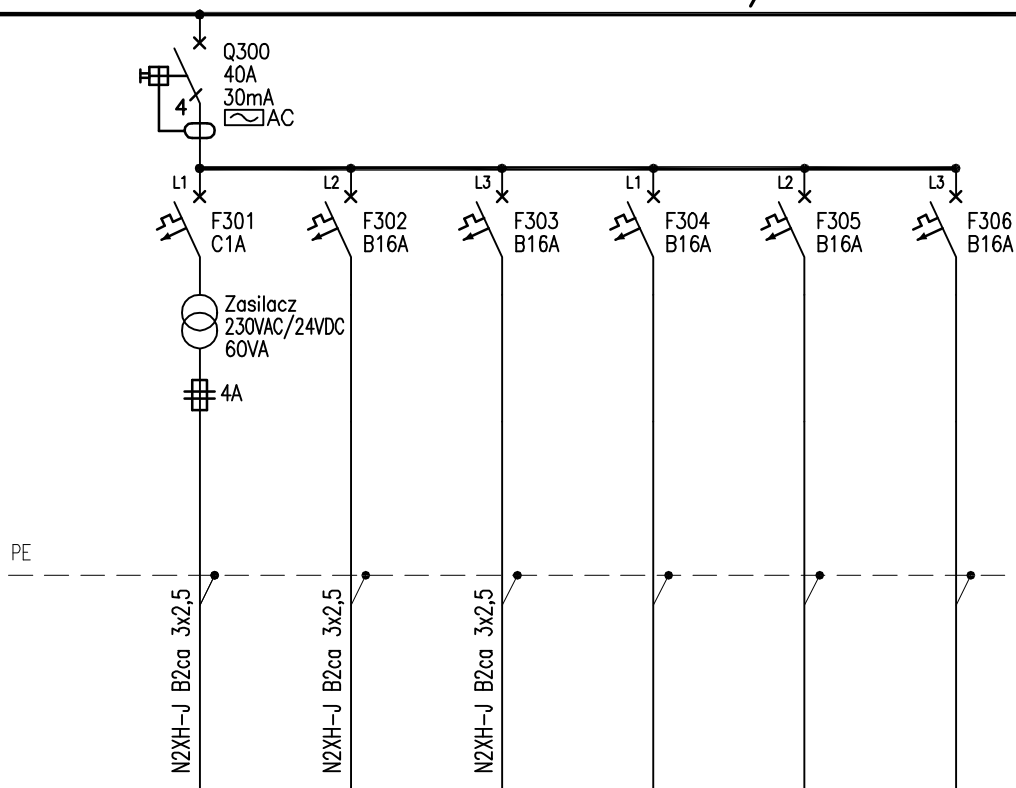 Q300
40A
30mA
AC
4
L1
L2
L3
L1
L2
L3
F301
C1A
F302
B16A
F303
B16A
F304
B16A
F305
B16A
F306
B16A
Zasilacz
230VAC/24VDC
60VA
4A
PE
N2XH-J B2ca 3x2,5
N2XH-J B2ca 3x2,5
N2XH-J B2ca 3x2,5